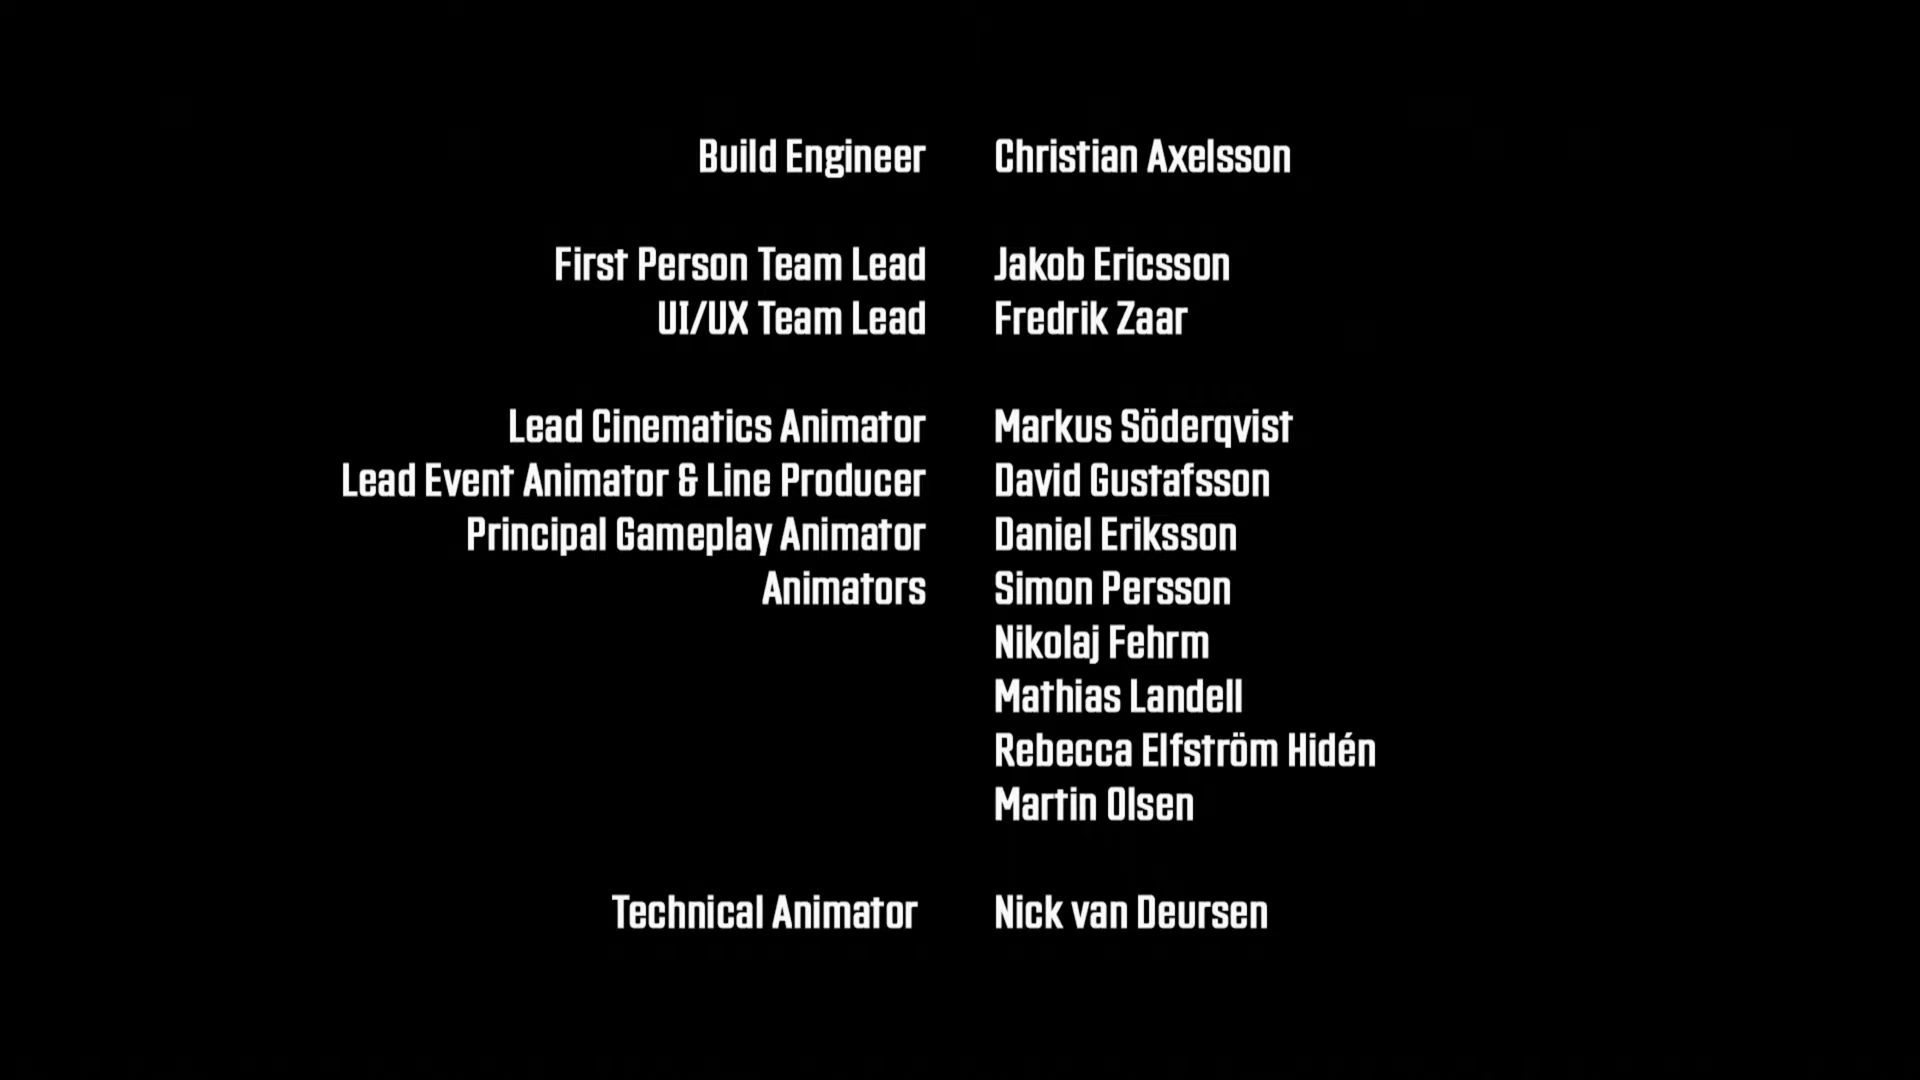 Build Engineer Christian Axelsson
First Person Team Lead Jakob Ericsson
UI/UX Team Lead Fredrik Zaar
Lead Cinematics Animator Markus Söderqvist
Lead Event Animator & Line Producer David Gustafsson
Principal Gameplay Animator Daniel Eriksson
Animators Simon Persson
Nikolaj Fehrm
Mathias Landell
Rebecca Elfström Hidén
Martin Olsen
Technical Animator Nick van Deursen